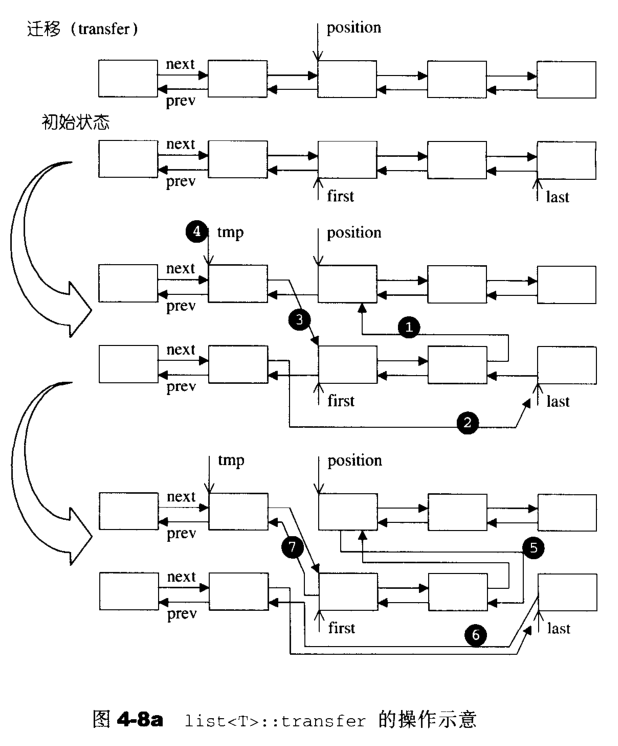 迁移 (transfer)
position
next
prev
初始状态
next
prev
first
last
4 tmp
position
next
prev
3
1
next
prev
first
last
2
tmp
position
next
prev
7
5
next
prev
first
last
6
图 4-8a list<T>::transfer 的操作示意